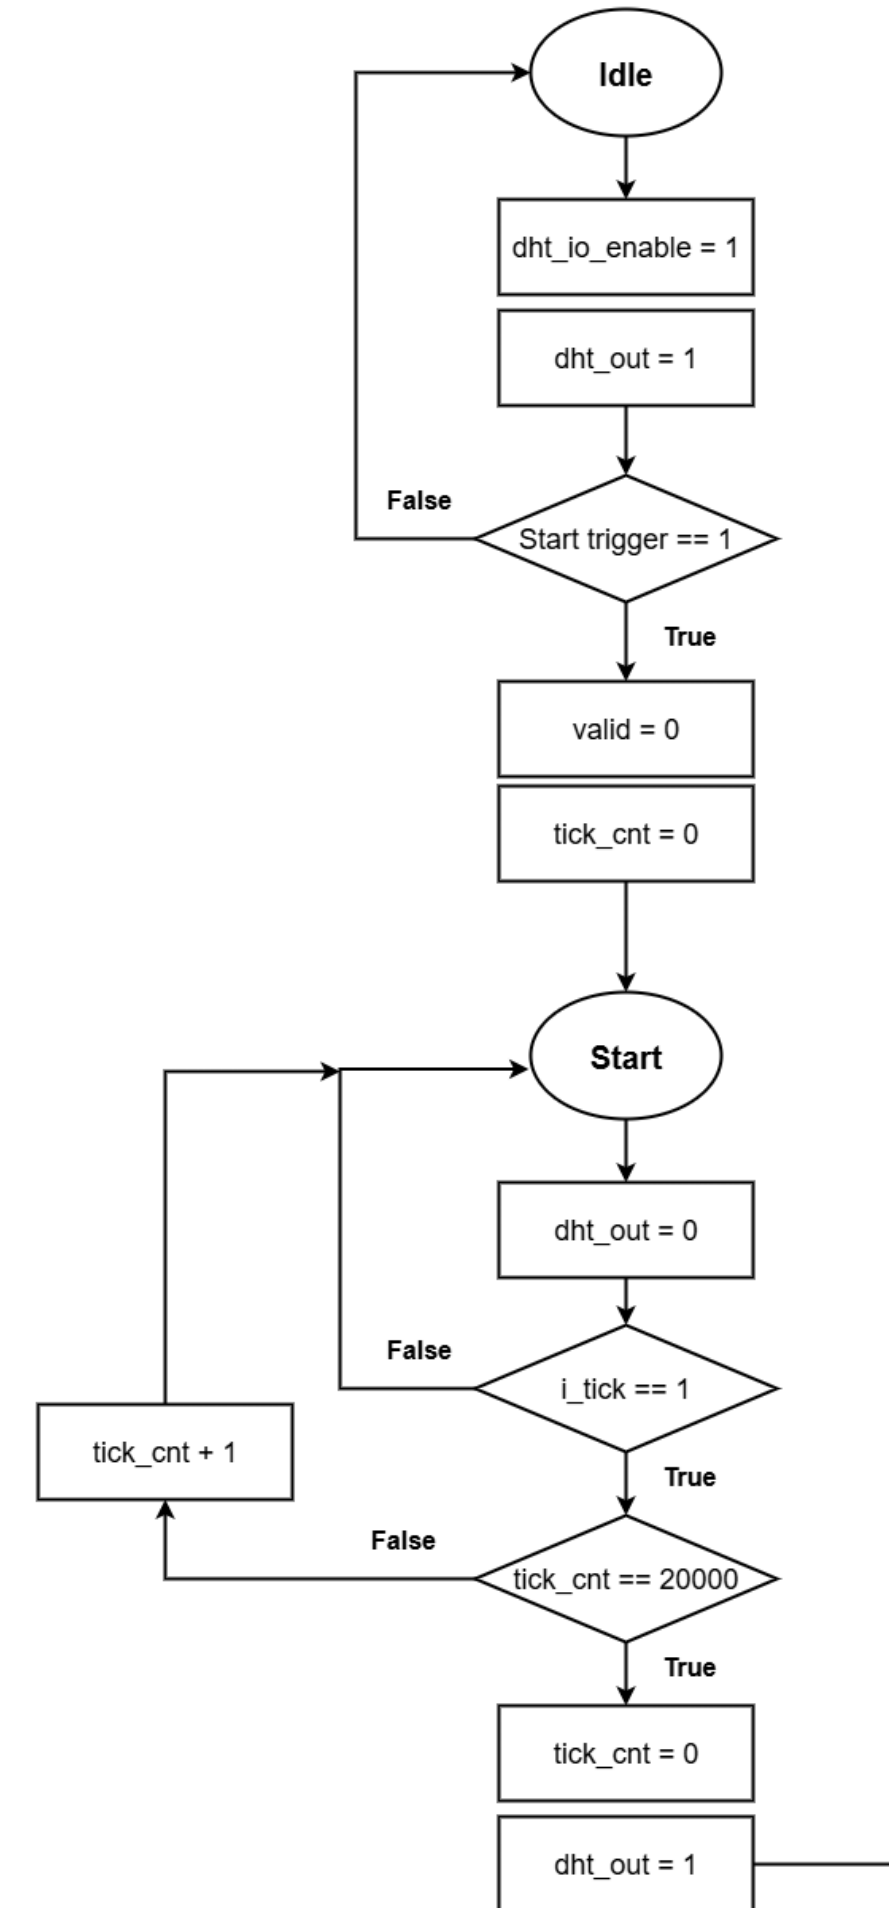 Idle
dht_io_enable = 1
dht_out = 1
False
Start trigger == 1
True
valid = 0
tick_cnt = 0
Start
dht_out = 0
False
i_tick == 1
tick_cnt + 1
True
False
tick_cnt == 20000
True
tick_cnt = 0
dht_out = 1